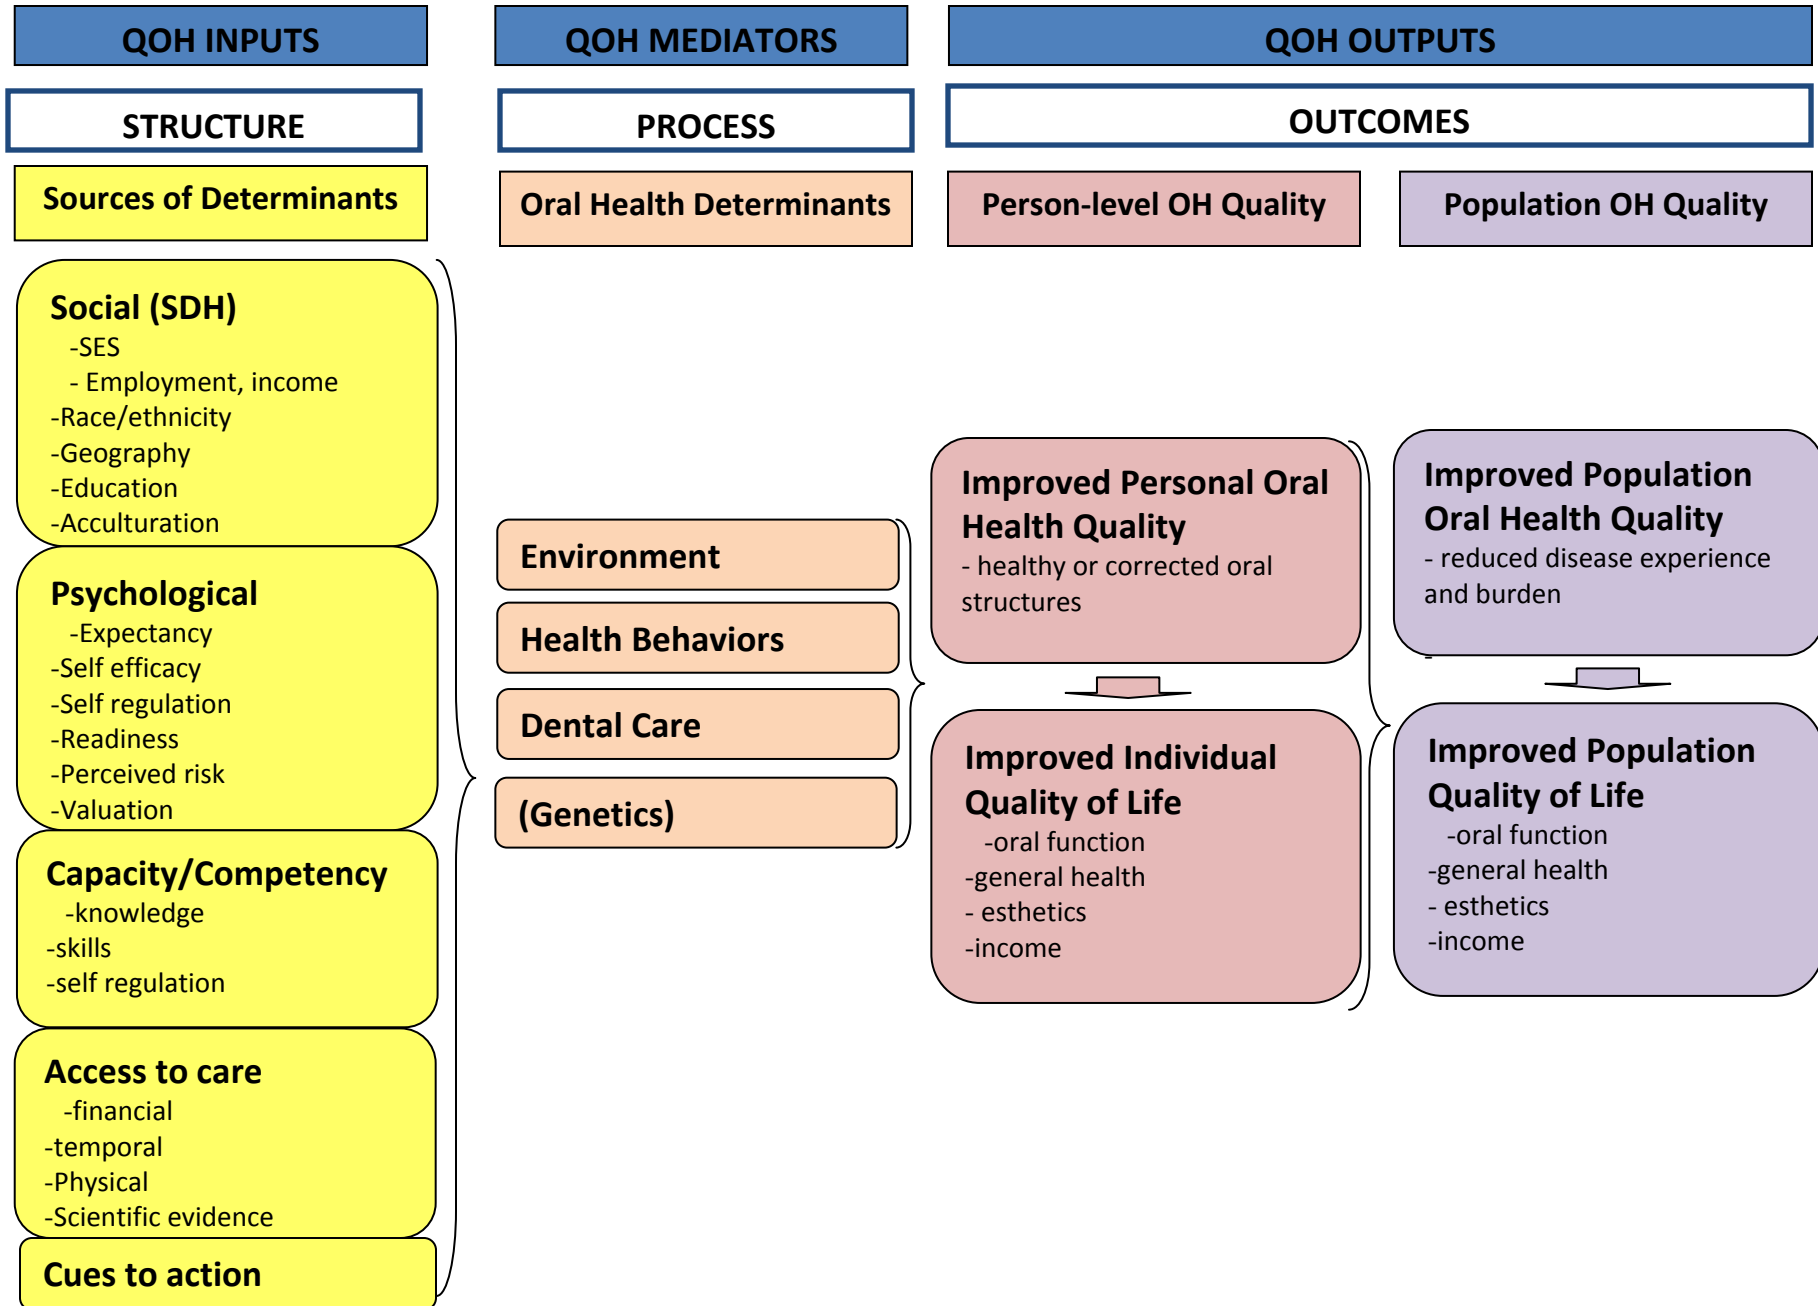 QOH INPUTS
QOH MEDIATORS
QOH OUTPUTS
STRUCTURE
PROCESS
OUTCOMES
Sources of Determinants
Oral Health Determinants
Person-level OH Quality
Population OH Quality
Social (SDH)
-SES
- Employment, income
-Race/ethnicity
-Geography
-Education
-Acculturation
Psychological
-Expectancy
-Self efficacy
-Self regulation
-Readiness
-Perceived risk
-Valuation
Capacity/Competency
-knowledge
-skills
-self regulation
Access to care
-financial
-temporal
-Physical
-Scientific evidence
Cues to action
Environment
Health Behaviors
Dental Care
(Genetics)
Improved Personal Oral
Health Quality
- healthy or corrected oral
structures
Improved Individual
Quality of Life
-oral function
-general health
- esthetics
-income
Improved Population
Oral Health Quality
- reduced disease experience
and burden
-
Improved Population
Quality of Life
-oral function
-general health
- esthetics
-income